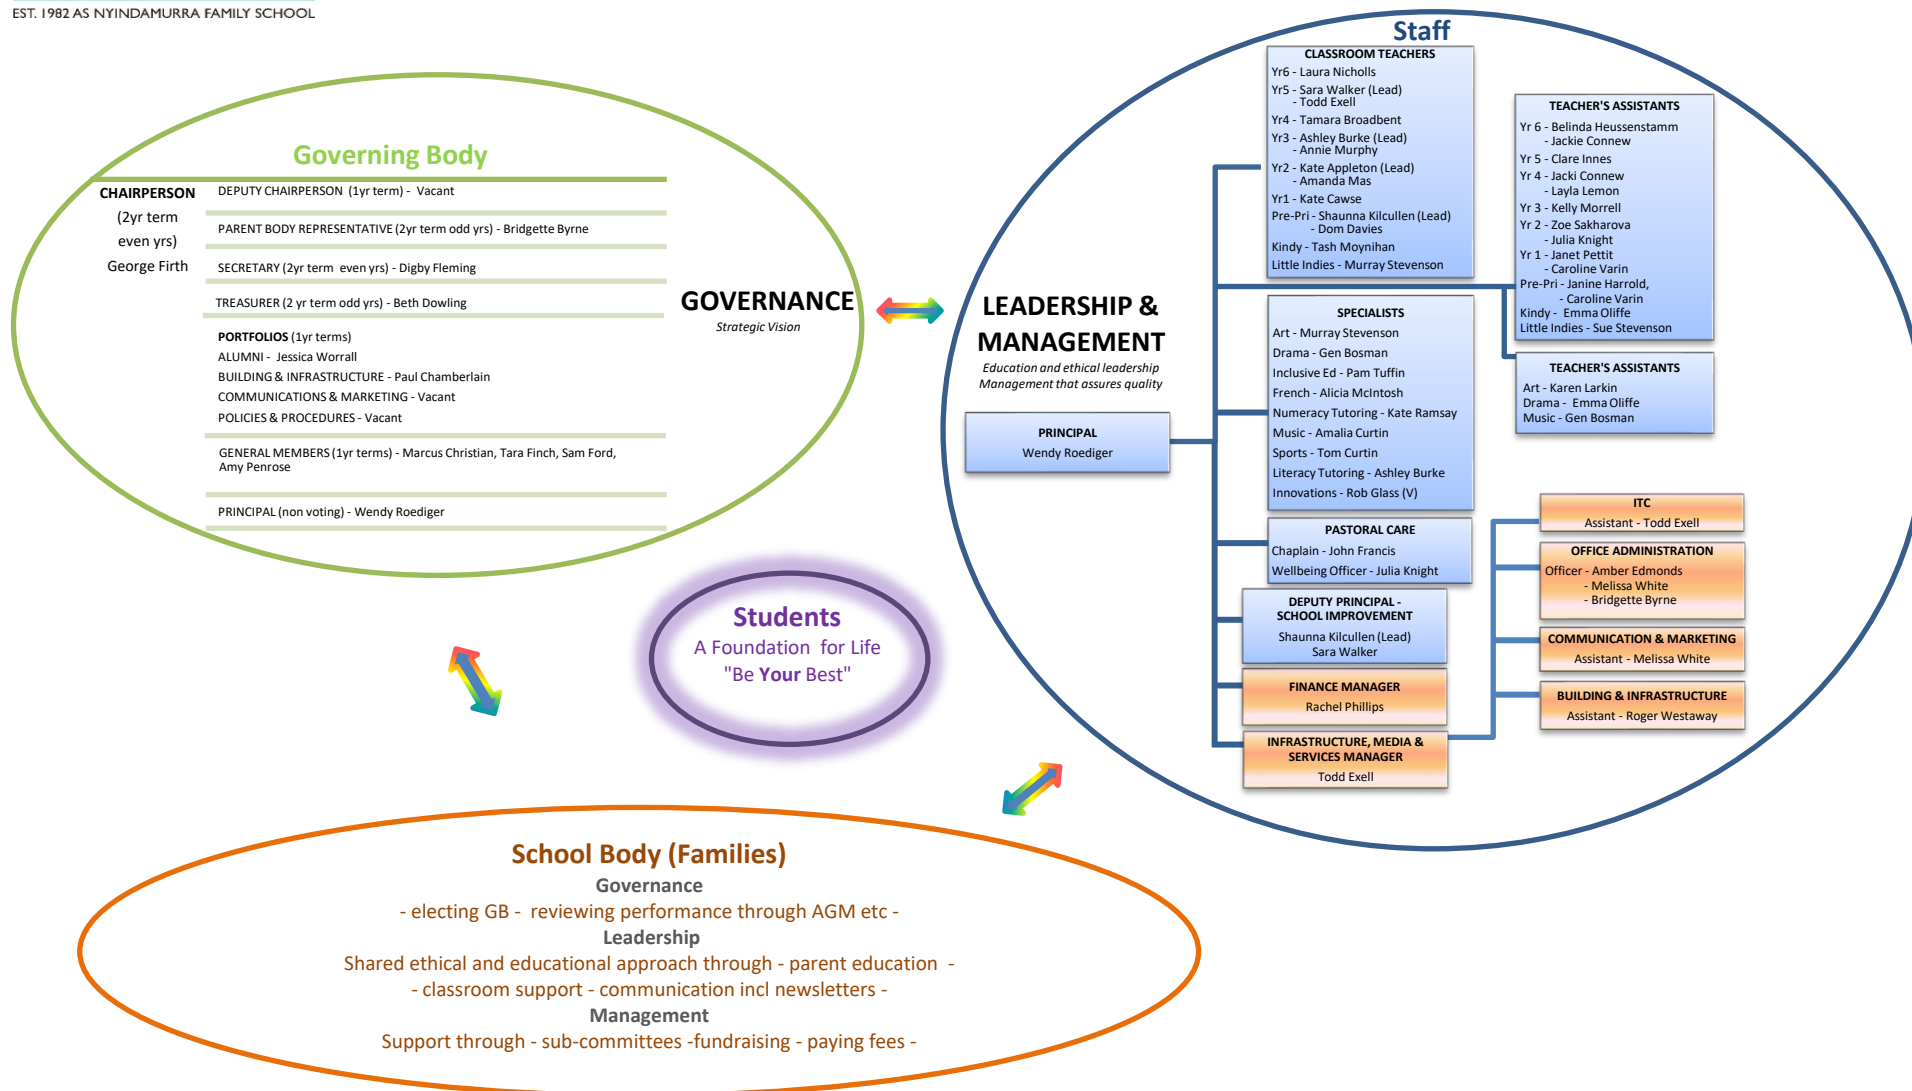 EST. 1982 AS NYINDAMURRA FAMILY SCHOOL
Governing Body
CHAIRPERSON
(2yr term
even yrs)
George Firth
DEPUTY CHAIRPERSON (1yr term) - Vacant
PARENT BODY REPRESENTATIVE (2yr term odd yrs) - Bridgette Byrne
SECRETARY (2yr term even yrs) - Digby Fleming
TREASURER (2 yr term odd yrs) - Beth Dowling
PORTFOLIOS (1yr terms)
ALUMNI - Jessica Worrall
BUILDING & INFRASTRUCTURE - Paul Chamberlain
COMMUNICATIONS & MARKETING - Vacant
POLICIES & PROCEDURES - Vacant
GENERAL MEMBERS (1yr terms) - Marcus Christian, Tara Finch, Sam Ford,
Amy Penrose
PRINCIPAL (non voting) - Wendy Roediger
GOVERNANCE
Strategic Vision
Staff
LEADERSHIP &
MANAGEMENT
Education and ethical leadership
Management that assures quality
PRINCIPAL
Wendy Roediger
CLASSROOM TEACHERS
Yr6 - Laura Nicholls
Yr5 - Sara Walker (Lead)
- Todd Exell
Yr4 - Tamara Broadbent
Yr3 - Ashley Burke (Lead)
- Annie Murphy
Yr2 - Kate Appleton (Lead)
- Amanda Mas
Yr1 - Kate Cawse
Pre-Pri - Shaunna Kilcullen (Lead)
- Dom Davies
Kindy - Tash Moynihan
Little Indies - Murray Stevenson
TEACHER'S ASSISTANTS
Yr 6 - Belinda Heussenstamm
- Jackie Connew
Yr 5 - Clare Innes
Yr 4 - Jacki Connew
- Layla Lemon
Yr 3 - Kelly Morrell
Yr 2 - Zoe Sakharova
- Julia Knight
Yr 1 - Janet Pettit
- Caroline Varin
Pre-Pri - Janine Harrold,
- Caroline Varin
Kindy - Emma Oliffe
Little Indies - Sue Stevenson
SPECIALISTS
Art - Murray Stevenson
Drama - Gen Bosman
Inclusive Ed - Pam Tuffin
French - Alicia McIntosh
Numeracy Tutoring - Kate Ramsay
Music - Amalia Curtin
Sports - Tom Curtin
Literacy Tutoring - Ashley Burke
Innovations - Rob Glass (V)
TEACHER'S ASSISTANTS
Art - Karen Larkin
Drama - Emma Oliffe
Music - Gen Bosman
PASTORAL CARE
Chaplain - John Francis
Wellbeing Officer - Julia Knight
DEPUTY PRINCIPAL -
SCHOOL IMPROVEMENT
Shaunna Kilcullen (Lead)
Sara Walker
FINANCE MANAGER
Rachel Phillips
INFRASTRUCTURE, MEDIA &
SERVICES MANAGER
Todd Exell
ITC
Assistant - Todd Exell
OFFICE ADMINISTRATION
Officer - Amber Edmonds
- Melissa White
- Bridgette Byrne
COMMUNICATION & MARKETING
Assistant - Melissa White
BUILDING & INFRASTRUCTURE
Assistant - Roger Westaway
Students
A Foundation for Life
"Be Your Best"
School Body (Families)
Governance
- electing GB - reviewing performance through AGM etc -
Leadership
Shared ethical and educational approach through - parent education -
- classroom support - communication incl newsletters -
Management
Support through - sub-committees -fundraising - paying fees -